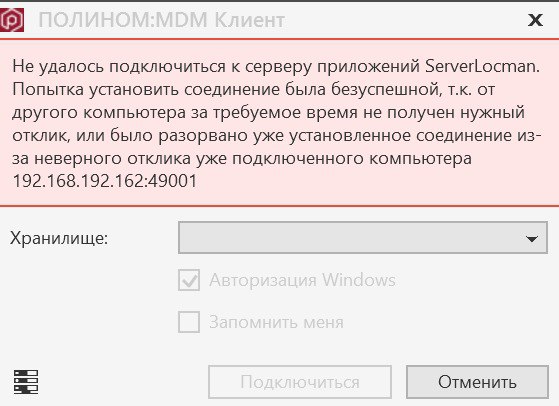 ПОЛИНОМ:MDM Клиент
Не удалось подключиться к серверу приложений ServerLocman.
Попытка установить соединение была безуспешной, т.к. от
другого компьютера за требуемое время не получен нужный
отклик, или было разорвано уже установленное соединение из-
за неверного отклика уже подключенного компьютера
192.168.192.162:49001
Хранилище:
Авторизация Windows
Запомнить меня
Подключиться
Отменить